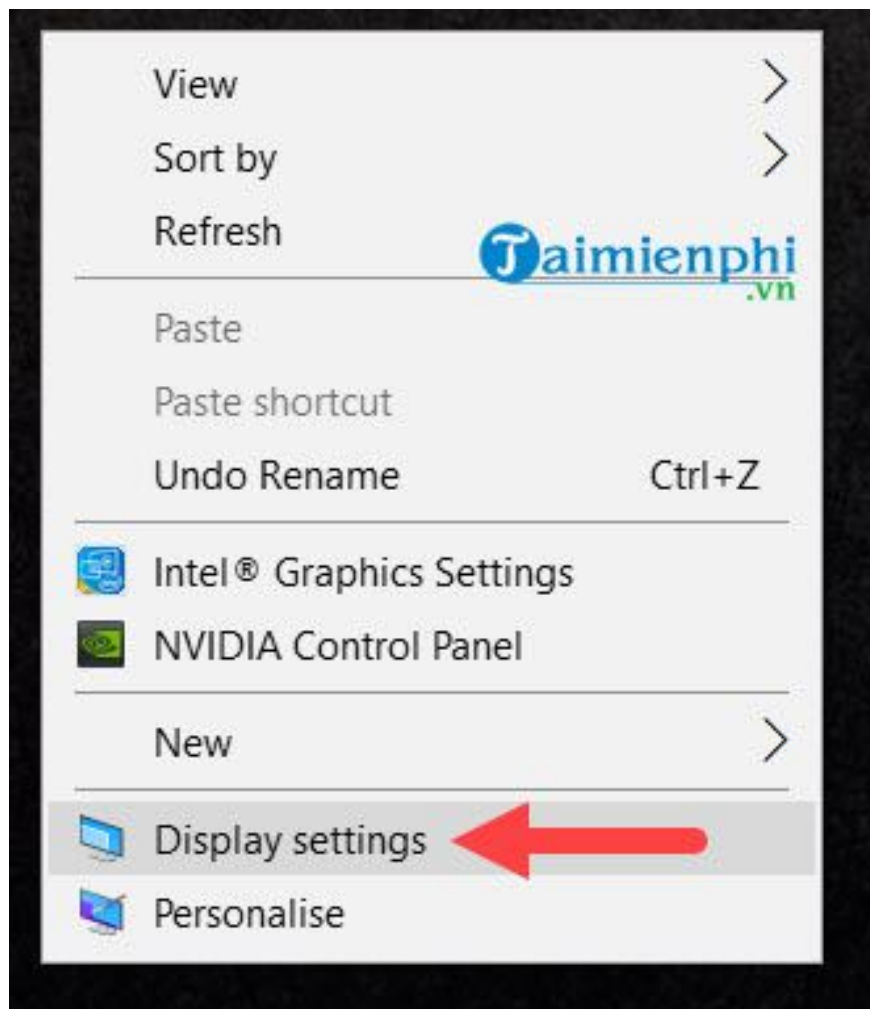 View
Sort by
Refresh
Taimienphi
.vn
Paste
Paste shortcut
Undo Rename Ctrl+Z
Intel® Graphics Settings
NVIDIA Control Panel
New
Display settings
Personalise